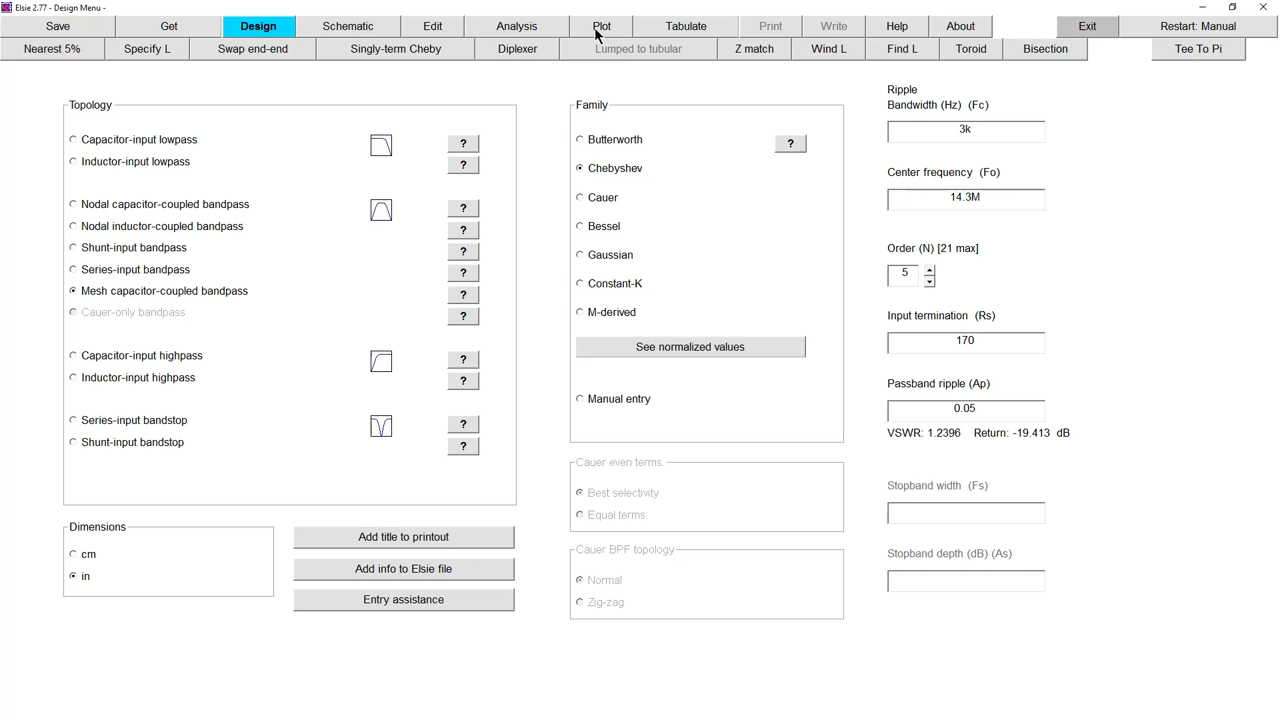 Elsie 2.77 - Design Menu -
Save Get Design Schematic Edit Analysis Plot Tabulate Print Write Help About Exit Restart: Manual
Nearest 5% Specify L Swap end-end Singly-term Cheby Diplexer Lumped to tubular Z match Wind L Find L Toroid Bisection Tee To Pi
Topology
Capacitor-input lowpass ?
Inductor-input lowpass ?
Nodal capacitor-coupled bandpass ?
Nodal inductor-coupled bandpass ?
Shunt-input bandpass ?
Series-input bandpass ?
Mesh capacitor-coupled bandpass ?
Cauer-only bandpass ?
Capacitor-input highpass ?
Inductor-input highpass ?
Series-input bandstop ?
Shunt-input bandstop ?
Dimensions
cm
in
Add title to printout
Add info to Elsie file
Entry assistance
Family
Butterworth ?
Chebyshev
Cauer
Bessel
Gaussian
Constant-K
M-derived
See normalized values
Manual entry
Cauer even terms
Best selectivity
Equal terms
Cauer BPF topology
Normal
Zig-zag
Ripple
Bandwidth (Hz) (Fc)
3k
Center frequency (Fo)
14.3M
Order (N) [21 max]
5
Input termination (Rs)
170
Passband ripple (Ap)
0.05
VSWR: 1.2396 Return: -19.413 dB
Stopband width (Fs)
Stopband depth (dB) (As)